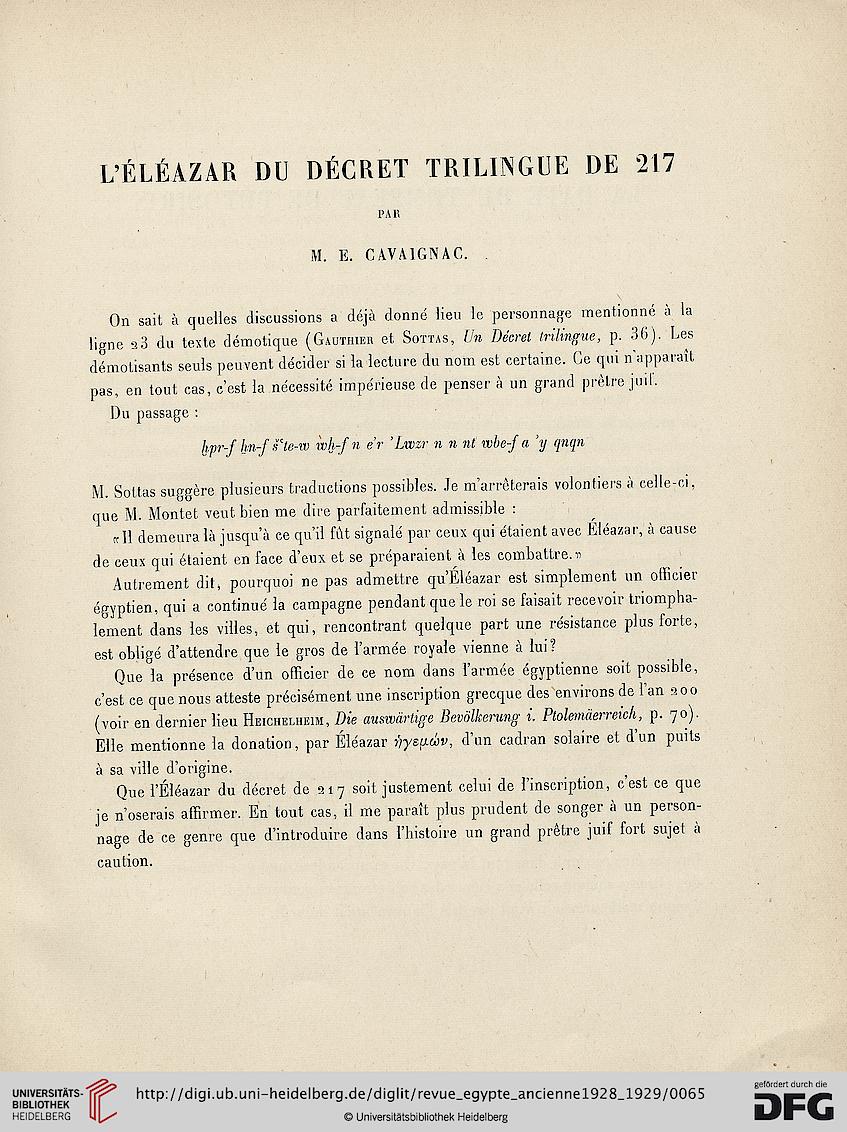 L'ÉLÉAZAR DU DÉCRET TRILINGUE DE 217
PAR
M. E. CAVAIGNAC.
On sait à quelles discussions a déjà donné lieu le personnage mentionné à la
ligne 23 du texte démotique (GAUTHIER et SOTTAS, Un Décret trilingue, p. 36). Les
démotisants seuls peuvent décider si la lecture du nom est certaine. Ce qui n'apparaît
pas, en tout cas, c'est la nécessité impérieuse de penser à un grand prêtre juif.
Du passage :
ḫpr-f ḫn-f šʿte-w wḥ-f n e'r 'Lwzr n n nt wbe-f a 'y qnqn
M. Sottas suggère plusieurs traductions possibles. Je m'arrêterais volontiers à celle-ci,
que M. Montet veut bien me dire parfaitement admissible :
«Il demeura là jusqu'à ce qu'il fût signalé par ceux qui étaient avec Éléazar, à cause
de ceux qui étaient en face d'eux et se préparaient à les combattre.»
Autrement dit, pourquoi ne pas admettre qu'Éléazar est simplement un officier
égyptien, qui a continué la campagne pendant que le roi se faisait recevoir triompha-
lement dans les villes, et qui, rencontrant quelque part une résistance plus forte,
est obligé d'attendre que le gros de l'armée royale vienne à lui?
Que la présence d'un officier de ce nom dans l'armée égyptienne soit possible,
c'est ce que nous atteste précisément une inscription grecque des environs de l'an 200
(voir en dernier lieu HEICHELHEIM, Die auswärtige Bevölkerung i. Ptolemäerreich, p. 70).
Elle mentionne la donation, par Éléazar ἡγεμών, d'un cadran solaire et d'un puits
à sa ville d'origine.
Que l'Éléazar du décret de 217 soit justement celui de l'inscription, c'est ce que
je n'oserais affirmer. En tout cas, il me paraît plus prudent de songer à un person-
nage de ce genre que d'introduire dans l'histoire un grand prêtre juif fort sujet à
caution.
UNIVERSITÄTS-
BIBLIOTHEK
HEIDELBERG
http://digi.ub.uni-heidelberg.de/diglit/revue_egypte_ancienne1928_1929/0065
© Universitätsbibliothek Heidelberg
gefördert durch die
DFG